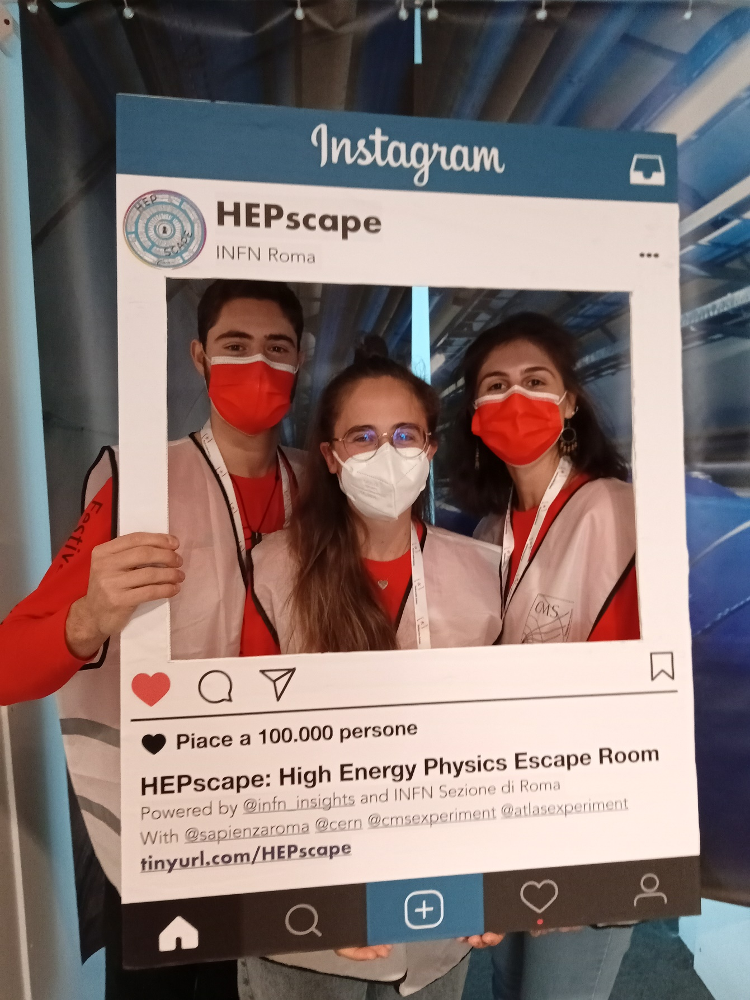 Instagram
HEP
SCAPE
HEPscape
INFN Roma
Festiv
CMS
Piace a 100.000 persone
HEPscape: High Energy Physics Escape Room
Powered by @infn_insights and INFN Sezione di Roma
With @sapienzaroma @cern @cmsexperiment @atlasexperiment
tinyurl.com/HEPscape